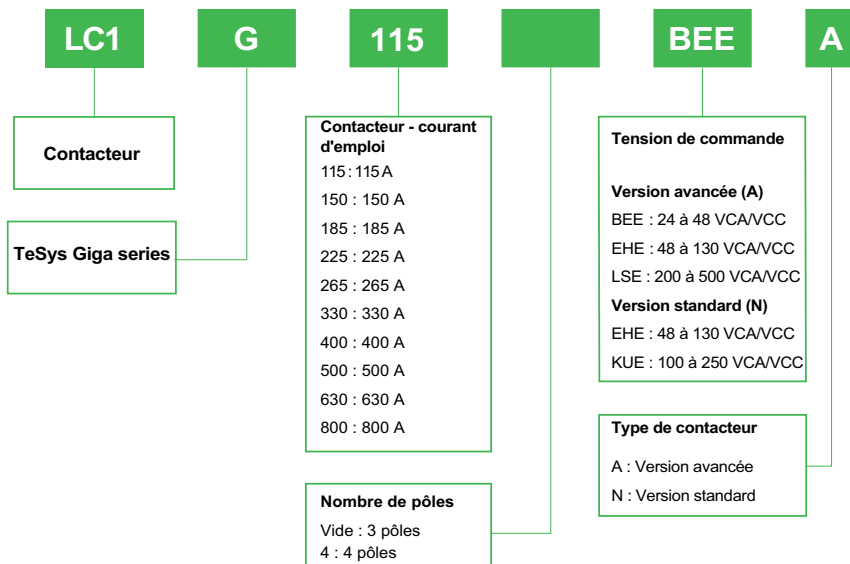 LC1 G 115 BEE A
Contacteur
TeSys Giga series
Contacteur - courant
d'emploi
115 : 115 A
150 : 150 A
185 : 185 A
225 : 225 A
265 : 265 A
330 : 330 A
400 : 400 A
500 : 500 A
630 : 630 A
800 : 800 A
Nombre de pôles
Vide : 3 pôles
4 : 4 pôles
Tension de commande
Version avancée (A)
BEE : 24 à 48 VCA/VCC
EHE : 48 à 130 VCA/VCC
LSE : 200 à 500 VCA/VCC
Version standard (N)
EHE : 48 à 130 VCA/VCC
KUE : 100 à 250 VCA/VCC
Type de contacteur
A : Version avancée
N : Version standard